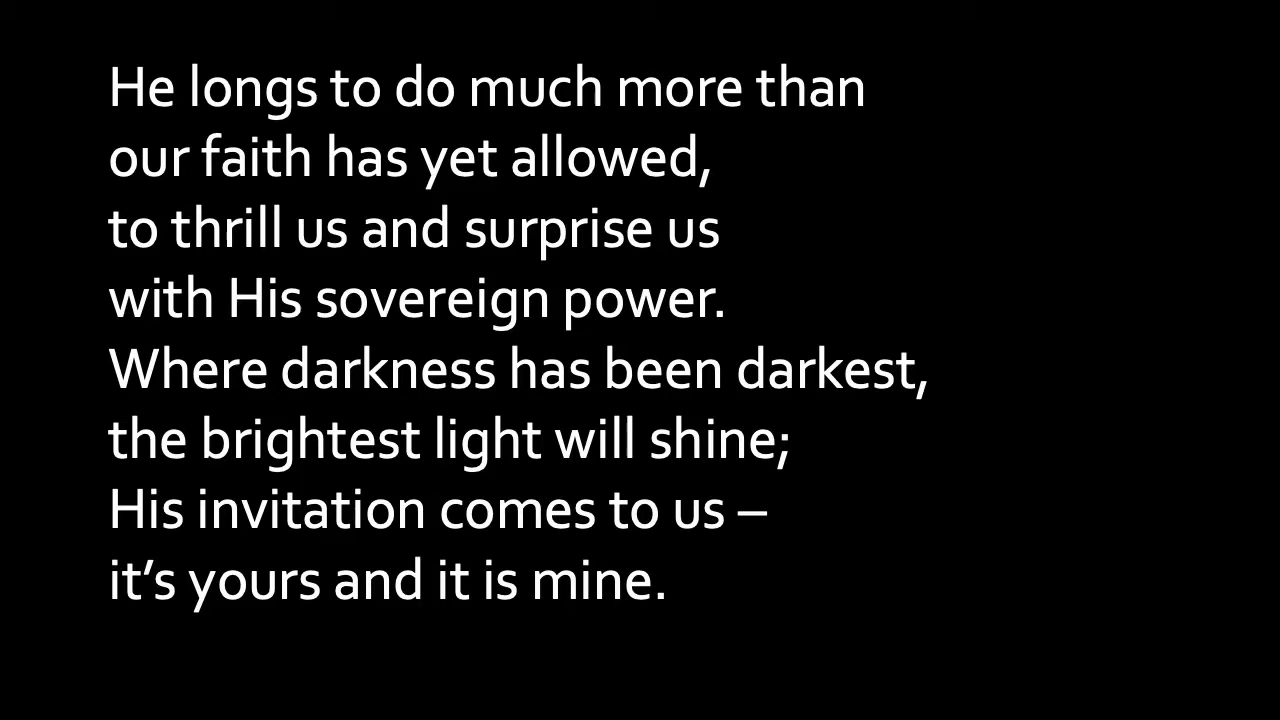 He longs to do much more than
our faith has yet allowed,
to thrill us and surprise us
with His sovereign power.
Where darkness has been darkest,
the brightest light will shine;
His invitation comes to us –
it’s yours and it is mine.